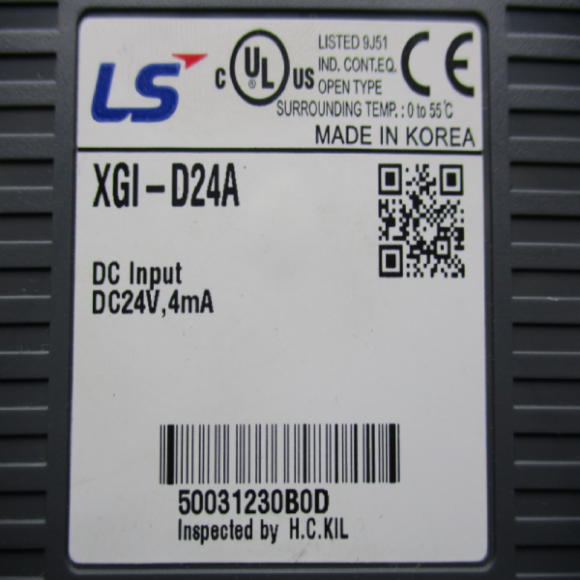 LS
C UL US
LISTED 9J51
IND. CONT.EQ.
OPEN TYPE
CE
SURROUNDING TEMP. : 0 to 55℃
MADE IN KOREA
XGI-D24A
DC Input
DC24V,4mA
50031230B0D
Inspected by H.C.KIL